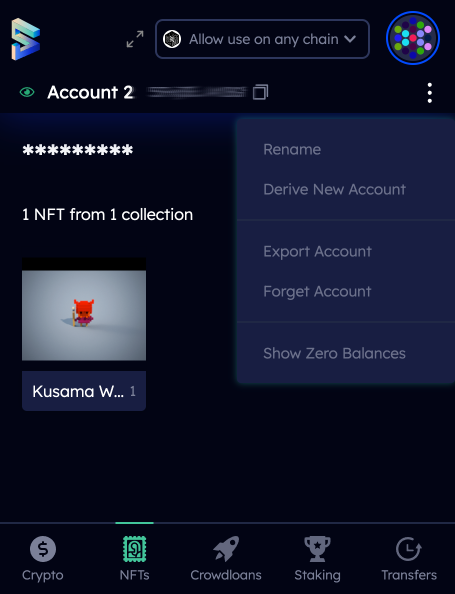 Allow use on any chain
Account 2
*********
Rename
Derive New Account
1 NFT from 1 collection
Export Account
Forget Account
Show Zero Balances
Kusama W... 1
Crypto
NFTs
Crowdloans
Staking
Transfers